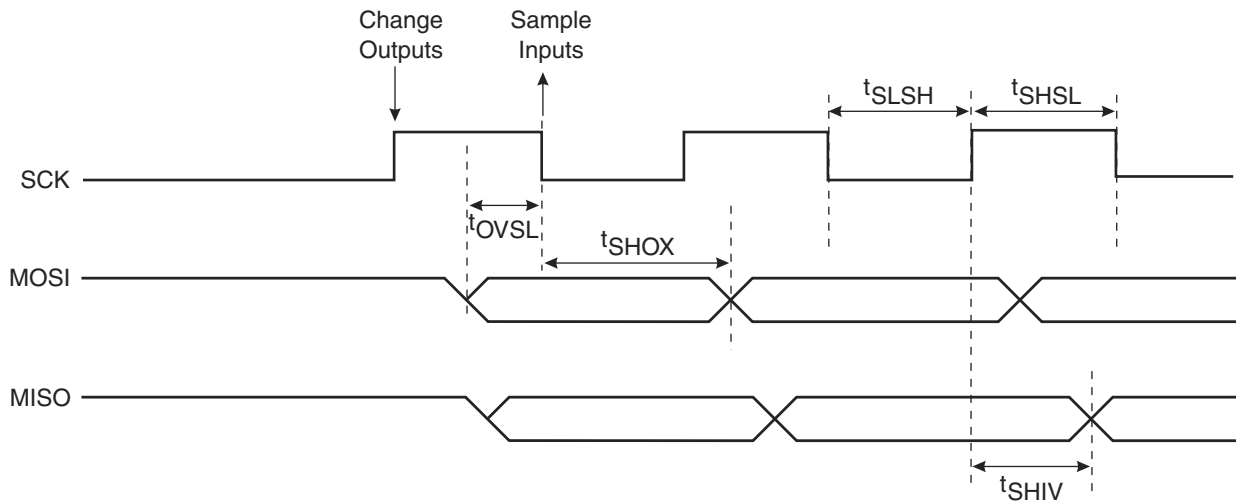 Change
Outputs
Sample
Inputs
tSLSH
tSHSL
SCK
tOVSL
tSHOX
MOSI
MISO
tSHIV